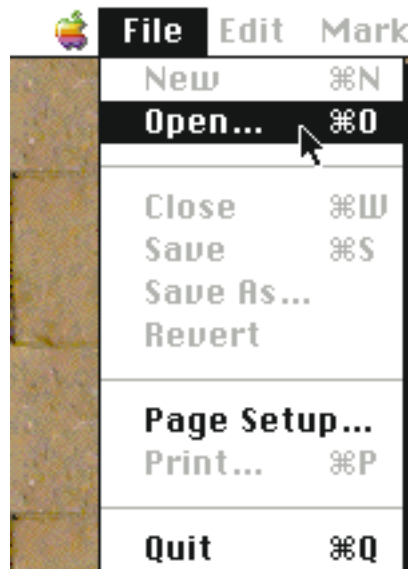 File Edit Mark
New ⌘N
Open... ⌘O
Close ⌘W
Save ⌘S
Save As...
Revert
Page Setup...
Print... ⌘P
Quit ⌘Q